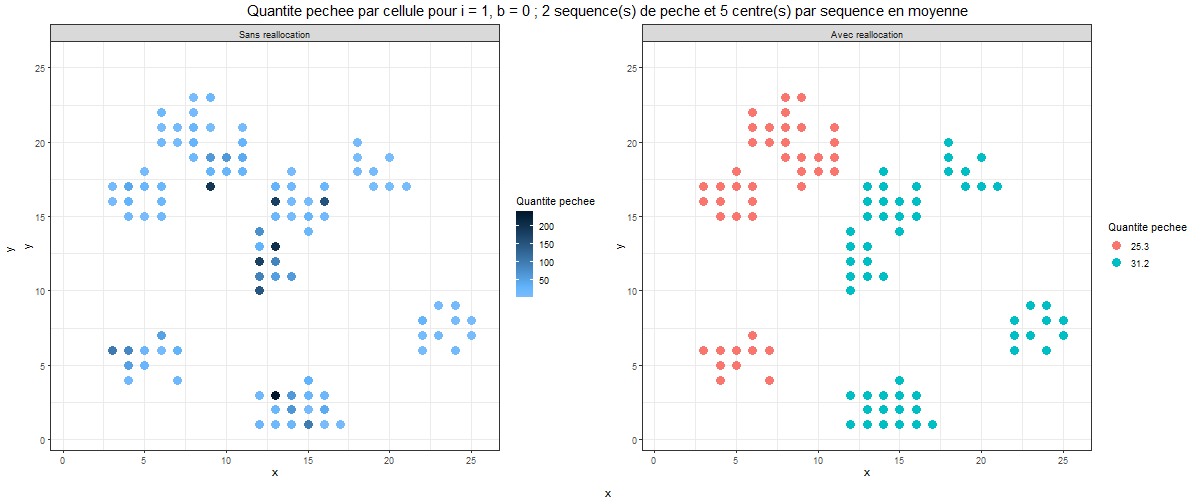 Quantite pechee par cellule pour i = 1, b = 0 ; 2 sequence(s) de peche et 5 centre(s) par sequence en moyenne
Sans reallocation
25
20
15
10
5
0
y
y
0 5 10 15 20 25
x
Quantite pechee
200
150
100
50
Avec reallocation
25
20
15
10
5
0
y
0 5 10 15 20 25
x
Quantite pechee
25.3
31.2
x